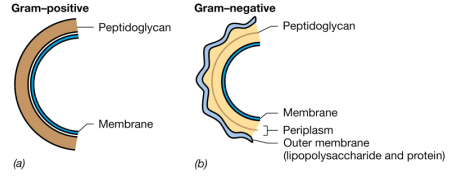 Gram–positive
Peptidoglycan
Membrane
(a)
Gram–negative
Peptidoglycan
Membrane
Periplasm
Outer membrane
(lipopolysaccharide and protein)
(b)